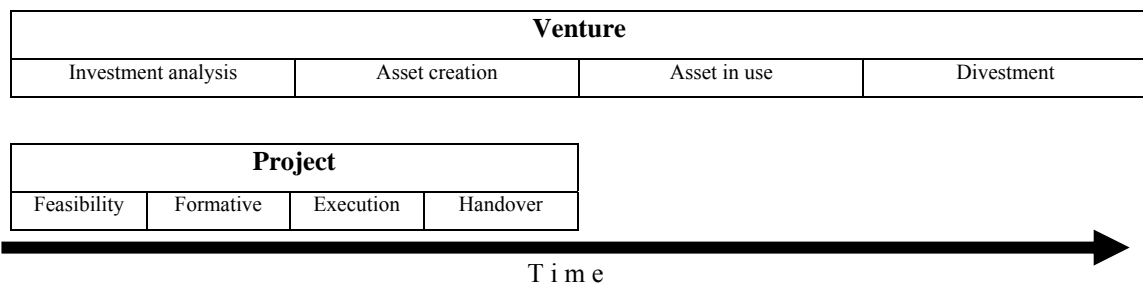 Venture
Investment analysis Asset creation Asset in use Divestment
Project
Feasibility Formative Execution Handover
T i m e